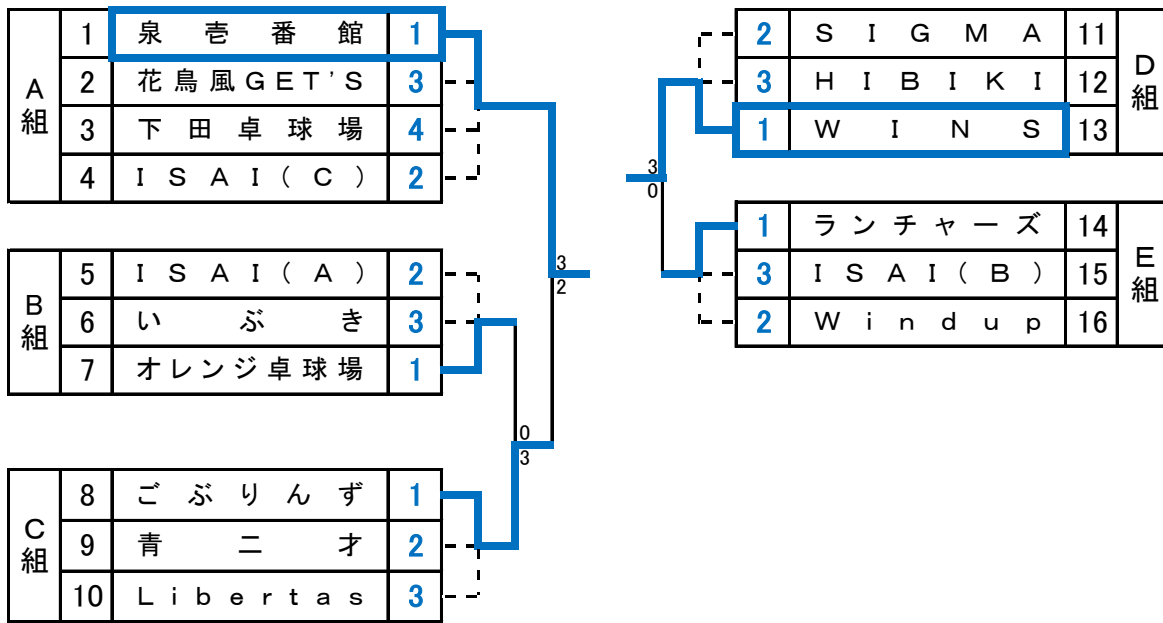 A組
1 泉壱番館 1
2 花鳥風GET'S 3
3 下田卓球場 4
4 ISAI(C) 2
B組
5 ISAI(A) 2
6 いぶき 3
7 オレンジ卓球場 1
C組
8 ごぶりんず 1
9 青二才 2
10 Libertas 3
0
3
3
2
3
0
2 SIGMA 11
3 HIBIKI 12
1 WINS 13
D組
1 ランチャーズ 14
3 ISAI(B) 15
2 Windup 16
E組